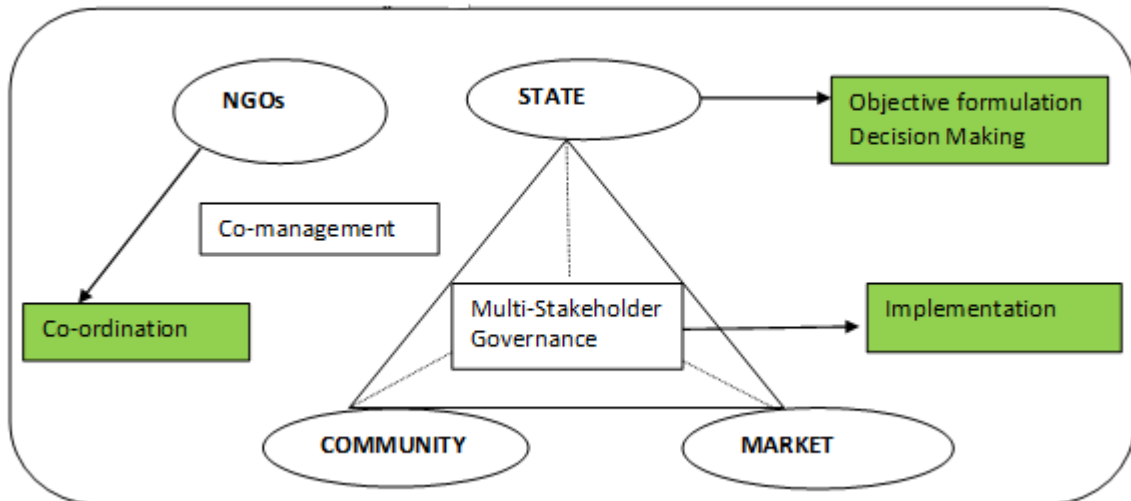 NGOs
STATE
Objective formulation
Decision Making
Co-management
Co-ordination
Multi-Stakeholder
Governance
Implementation
COMMUNITY
MARKET